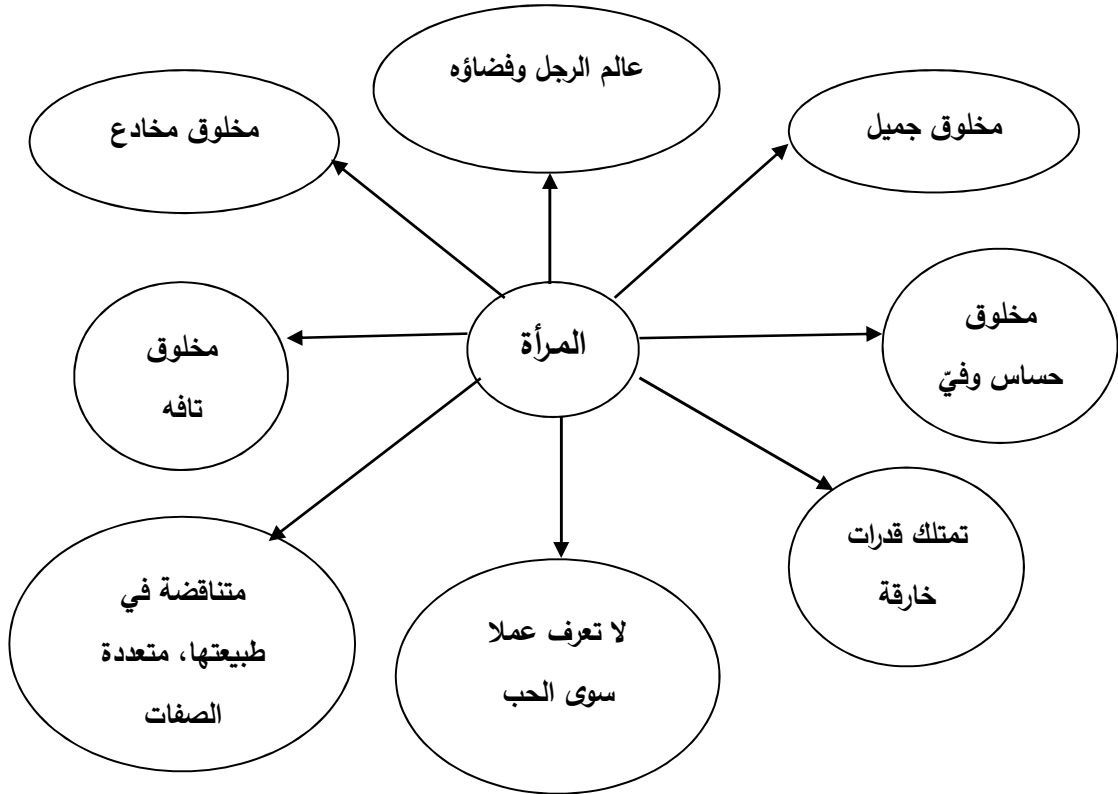 عالم الرجل وفضاؤه
مخلوق جميل
مخلوق مخادع
مخلوق
حساس وفيّ
المرأة
مخلوق
تافه
تمتلك قدرات
خارقة
لا تعرف عملا
سوى الحب
متناقضة في
طبيعتها، متعددة
الصفات